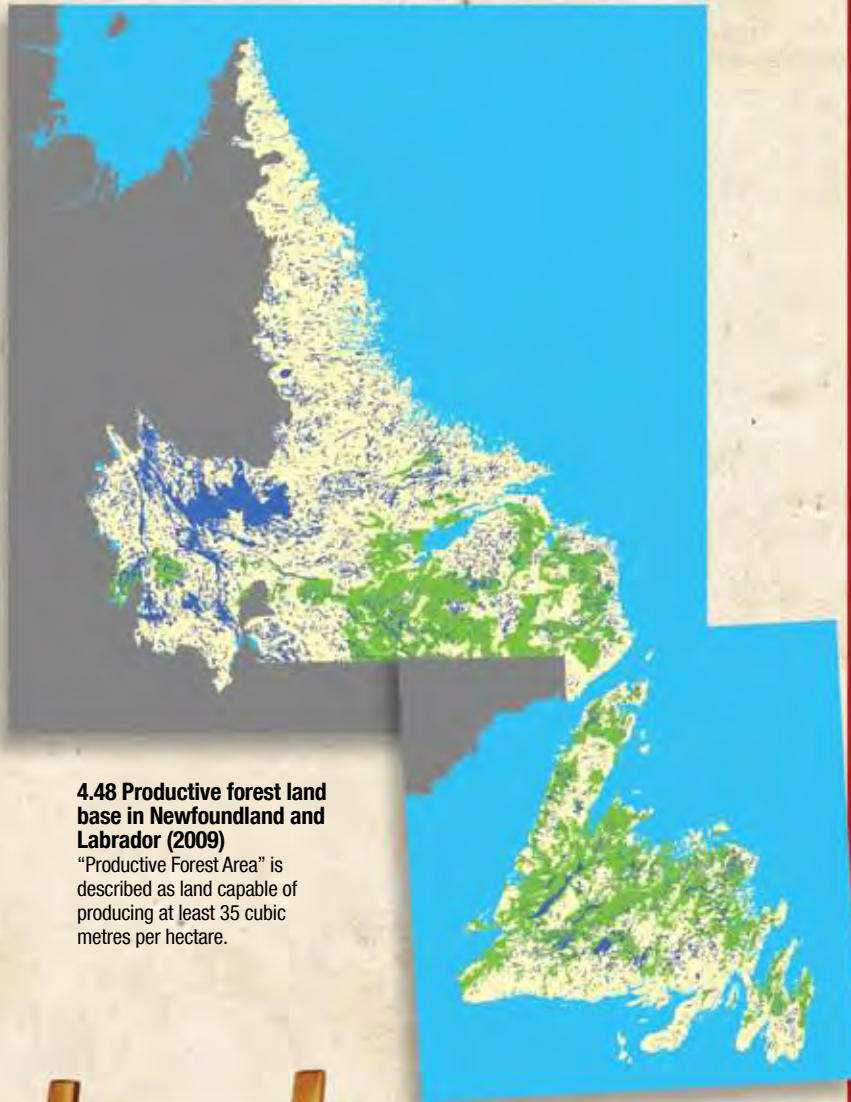 4.48 Productive forest land
base in Newfoundland and
Labrador (2009)
“Productive Forest Area” is
described as land capable of
producing at least 35 cubic
metres per hectare.